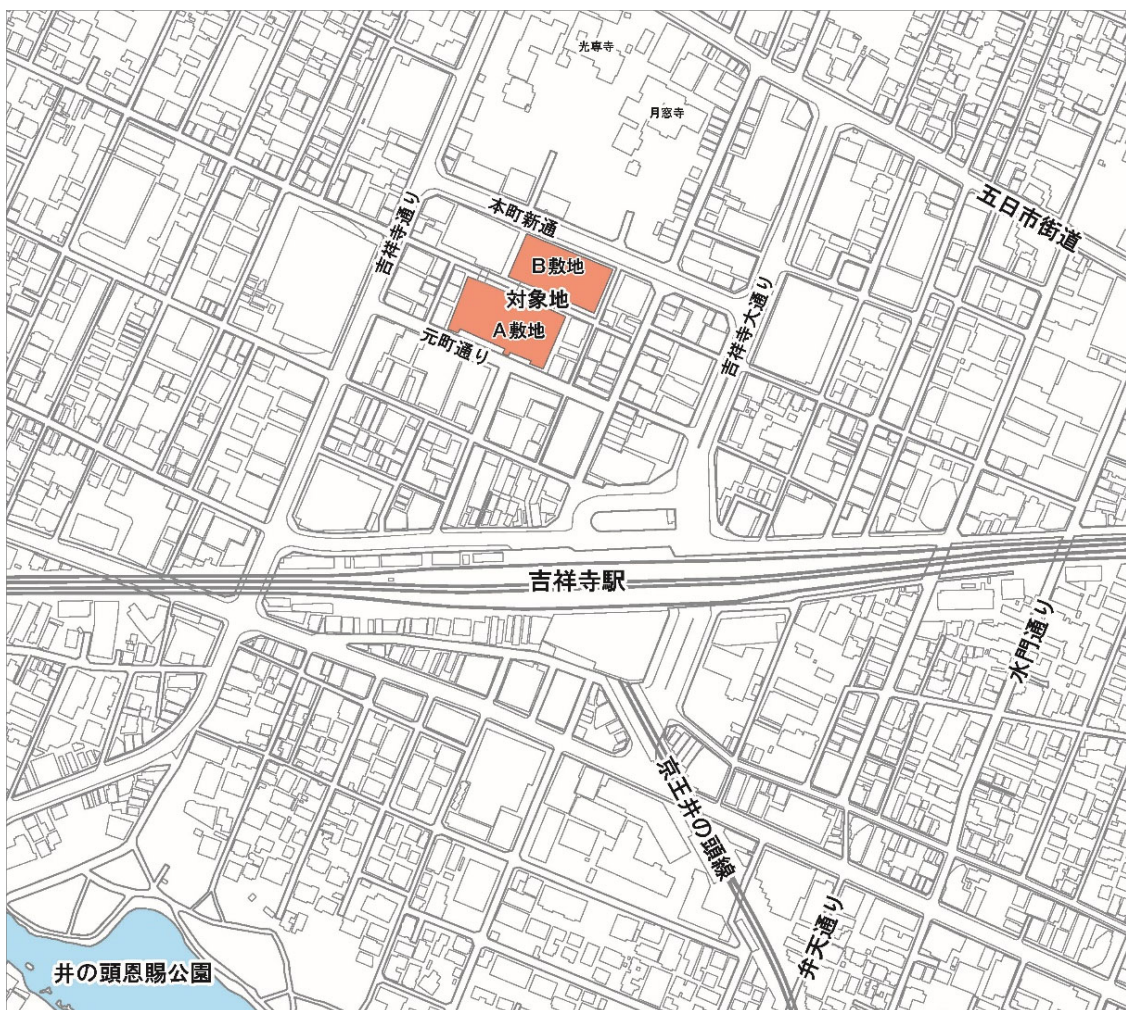 光専寺
月窓寺
五日市街道
本町新通
吉祥寺通り
B敷地
対象地
A敷地
元町通り
吉祥寺大通り
吉祥寺駅
水門通り
京王井の頭線
弁天通り
井の頭恩賜公園